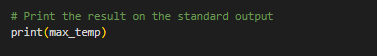 # Print the result on the standard output
print(max_temp)